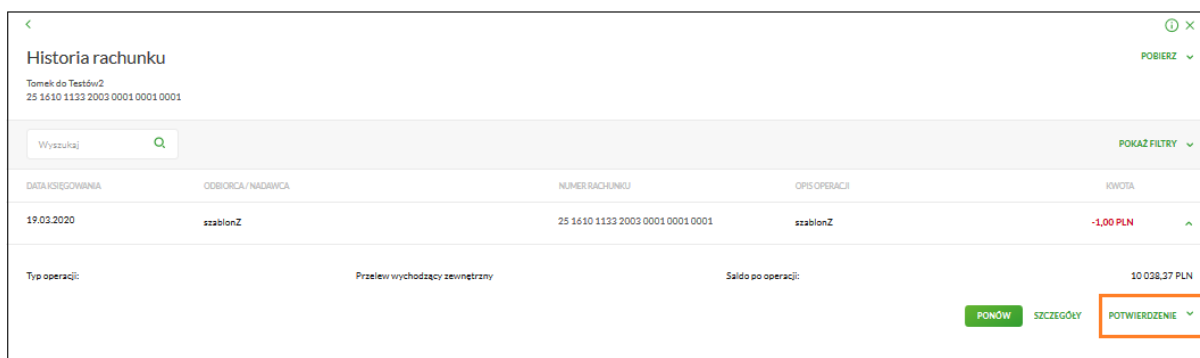 Historia rachunku
POBIERZ
Tomek do Testów2
25 1610 1133 2003 0001 0001 0001
Wyszukaj
POKAŻ FILTRY
DATA KSIĘGOWANIA ODBIORCA / NADAWCA NUMER RACHUNKU OPIS OPERACJI KWOTA
19.03.2020 szablonZ 25 1610 1133 2003 0001 0001 0001 szablonZ -1,00 PLN
Typ operacji: Przelew wychodzący zewnętrzny Saldo po operacji: 10 038,37 PLN
PONÓW SZCZEGÓŁY POTWIERDZENIE